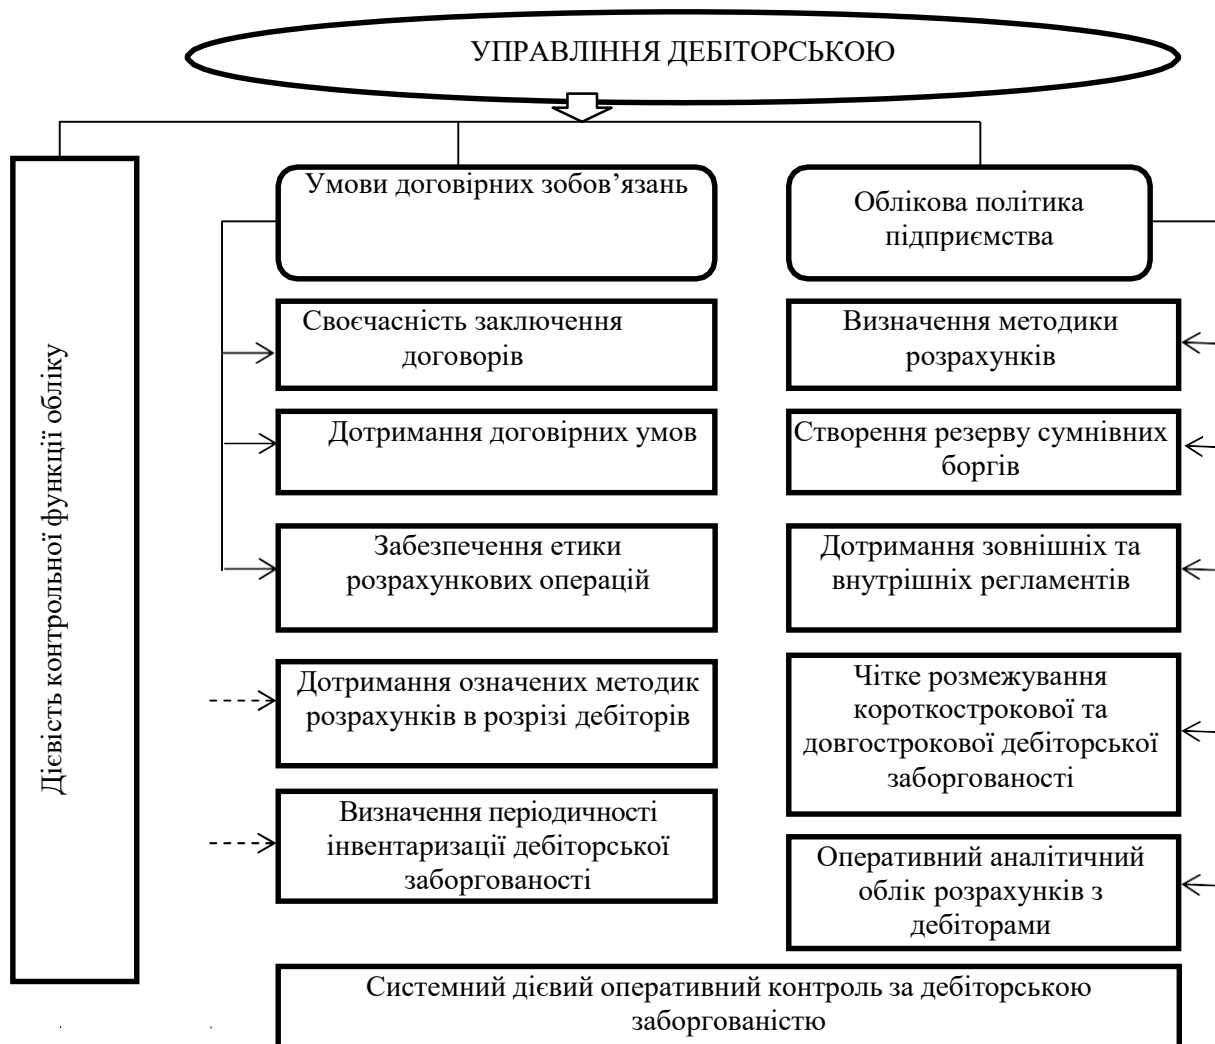 УПРАВЛІННЯ ДЕБІТОРСЬКОЮ
Дієвість контрольної функції обліку
Умови договірних зобов’язань
Своєчасність заключення
договорів
Дотримання договірних умов
Забезпечення етики
розрахункових операцій
Дотримання означених методик
розрахунків в розрізі дебіторів
Визначення періодичності
інвентаризації дебіторської
заборгованості
Облікова політика
підприємства
Визначення методики
розрахунків
Створення резерву сумнівних
боргів
Дотримання зовнішніх та
внутрішніх регламентів
Чітке розмежування
короткострокової та
довгострокової дебіторської
заборгованості
Оперативний аналітичний
облік розрахунків з
дебіторами
Системний дієвий оперативний контроль за дебіторською
заборгованістю